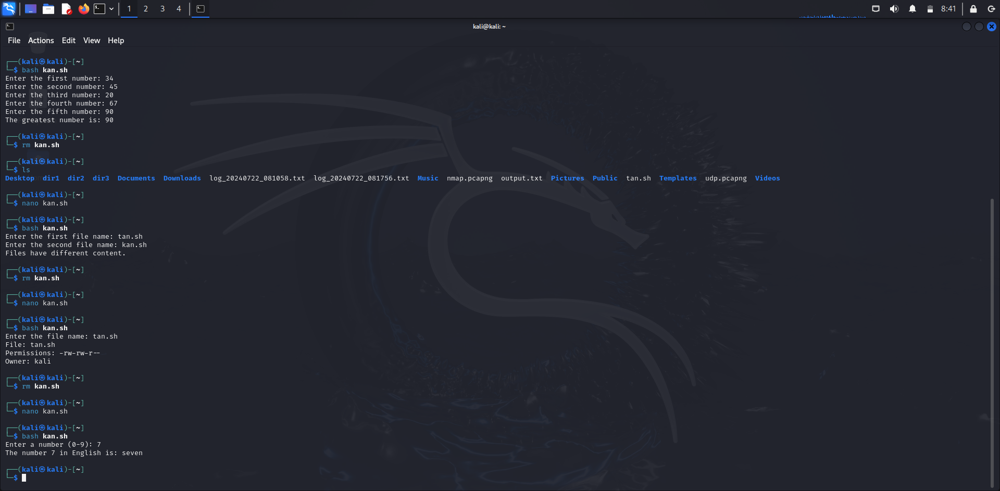 1 2 3 4 8:41
kali@kali: ~
File Actions Edit View Help
┌──(kali㉿kali)-[~]
└─$ bash kan.sh
Enter the first number: 34
Enter the second number: 45
Enter the third number: 20
Enter the fourth number: 67
Enter the fifth number: 90
The greatest number is: 90
┌──(kali㉿kali)-[~]
└─$ rm kan.sh
┌──(kali㉿kali)-[~]
└─$ ls
Desktop dir1 dir2 dir3 Documents Downloads log_20240722_081058.txt log_20240722_081756.txt Music nmap.pcapng output.txt Pictures Public tan.sh Templates udp.pcapng Videos
┌──(kali㉿kali)-[~]
└─$ nano kan.sh
┌──(kali㉿kali)-[~]
└─$ bash kan.sh
Enter the first file name: tan.sh
Enter the second file name: kan.sh
Files have different content.
┌──(kali㉿kali)-[~]
└─$ rm kan.sh
┌──(kali㉿kali)-[~]
└─$ nano kan.sh
┌──(kali㉿kali)-[~]
└─$ bash kan.sh
Enter the file name: tan.sh
File: tan.sh
Permissions: -rw-rw-r--
Owner: kali
┌──(kali㉿kali)-[~]
└─$ rm kan.sh
┌──(kali㉿kali)-[~]
└─$ nano kan.sh
┌──(kali㉿kali)-[~]
└─$ bash kan.sh
Enter a number (0-9): 7
The number 7 in English is: seven
┌──(kali㉿kali)-[~]
└─$